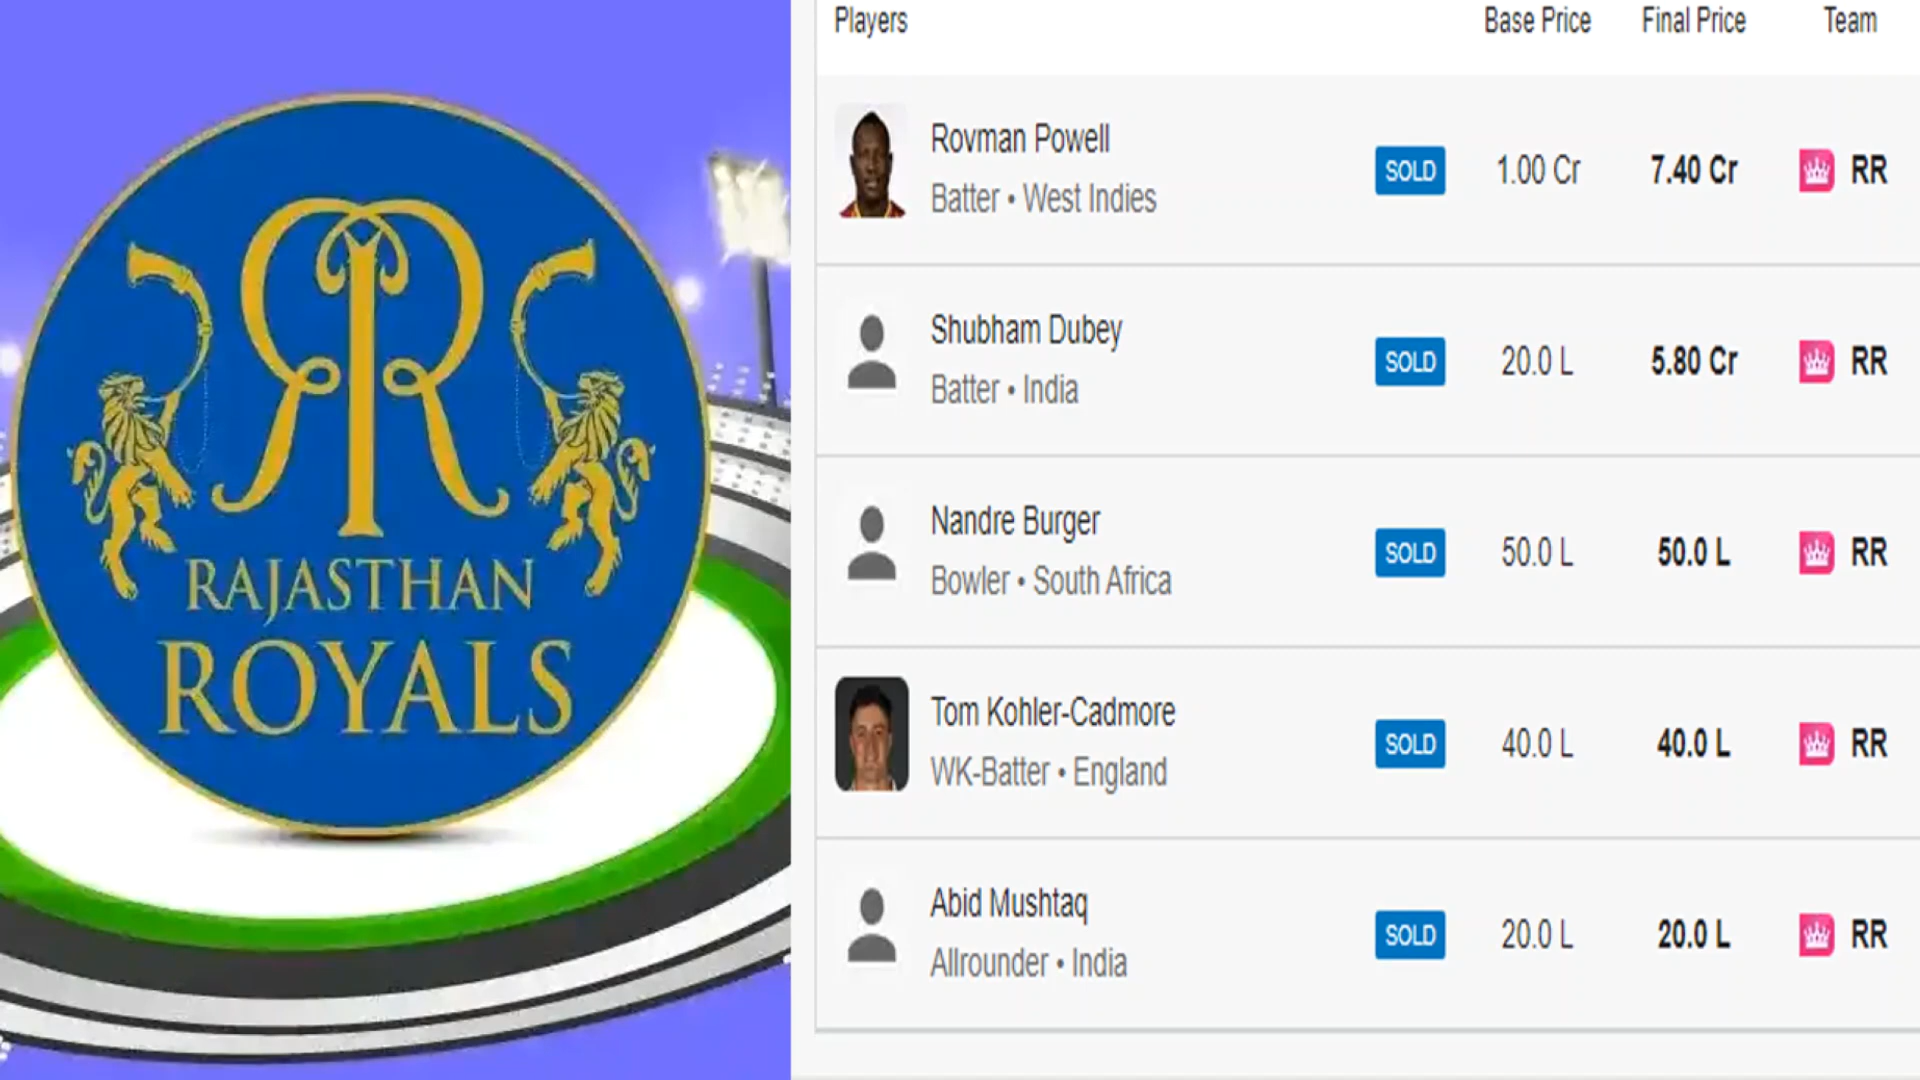 RR
RAJASTHAN
ROYALS
Players Base Price Final Price Team
Rovman Powell
Batter • West Indies
SOLD 1.00 Cr 7.40 Cr RR
Shubham Dubey
Batter • India
SOLD 20.0 L 5.80 Cr RR
Nandre Burger
Bowler • South Africa
SOLD 50.0 L 50.0 L RR
Tom Kohler-Cadmore
WK-Batter • England
SOLD 40.0 L 40.0 L RR
Abid Mushtaq
Allrounder • India
SOLD 20.0 L 20.0 L RR